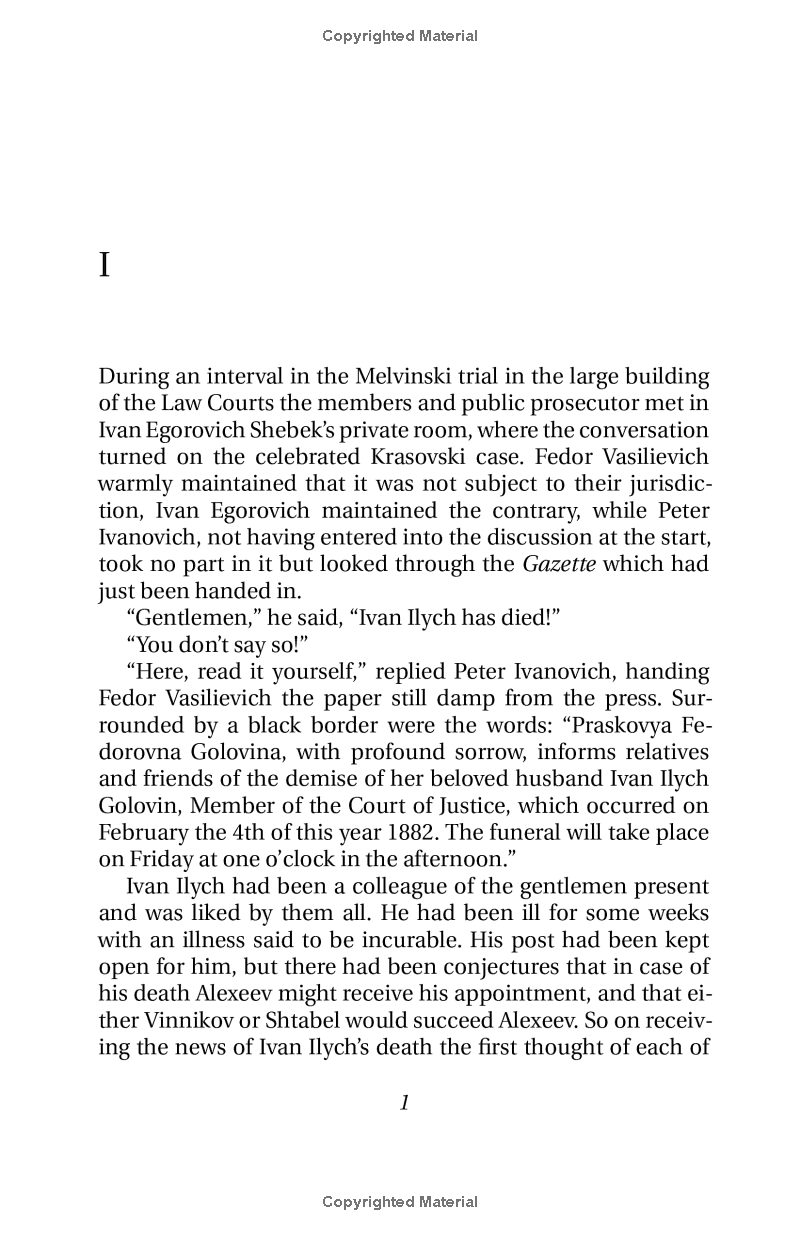 Copyrighted Material
I
During an interval in the Melvinski trial in the large building
of the Law Courts the members and public prosecutor met in
Ivan Egorovich Shebek’s private room, where the conversation
turned on the celebrated Krasovski case. Fedor Vasilievich
warmly maintained that it was not subject to their jurisdic-
tion, Ivan Egorovich maintained the contrary, while Peter
Ivanovich, not having entered into the discussion at the start,
took no part in it but looked through the Gazette which had
just been handed in.
“Gentlemen,” he said, “Ivan Ilych has died!”
“You don’t say so!”
“Here, read it yourself,” replied Peter Ivanovich, handing
Fedor Vasilievich the paper still damp from the press. Sur-
rounded by a black border were the words: “Praskovya Fe-
dorovna Golovina, with profound sorrow, informs relatives
and friends of the demise of her beloved husband Ivan Ilych
Golovin, Member of the Court of Justice, which occurred on
February the 4th of this year 1882. The funeral will take place
on Friday at one o’clock in the afternoon.”
Ivan Ilych had been a colleague of the gentlemen present
and was liked by them all. He had been ill for some weeks
with an illness said to be incurable. His post had been kept
open for him, but there had been conjectures that in case of
his death Alexeev might receive his appointment, and that ei-
ther Vinnikov or Shtabel would succeed Alexeev. So on receiv-
ing the news of Ivan Ilych’s death the first thought of each of
1
Copyrighted Material